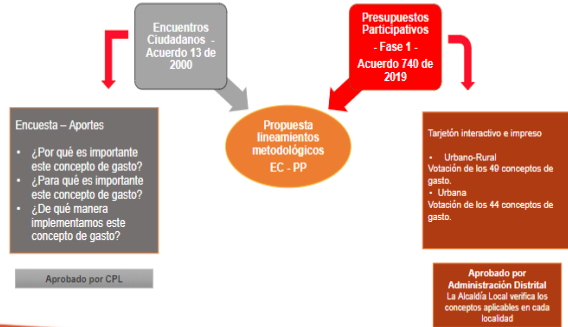 Encuentros
Ciudadanos -
Acuerdo 13 de
2000
Presupuestos
Participativos
- Fase 1 -
Acuerdo 740 de
2019
Propuesta
lineamientos
metodológicos
EC - PP
Encuesta – Aportes
• ¿Por qué es importante
este concepto de gasto?
• ¿Para qué es importante
este concepto de gasto?
• ¿De qué manera
implementamos este
concepto de gasto?
Aprobado por CPL
Tarjetón interactivo e impreso
• Urbano-Rural
Votación de los 49 conceptos de
gasto.
• Urbana
Votación de los 44 conceptos de
gasto.
Aprobado por
Administración Distrital
La Alcaldía Local verifica los
conceptos aplicables en cada
localidad